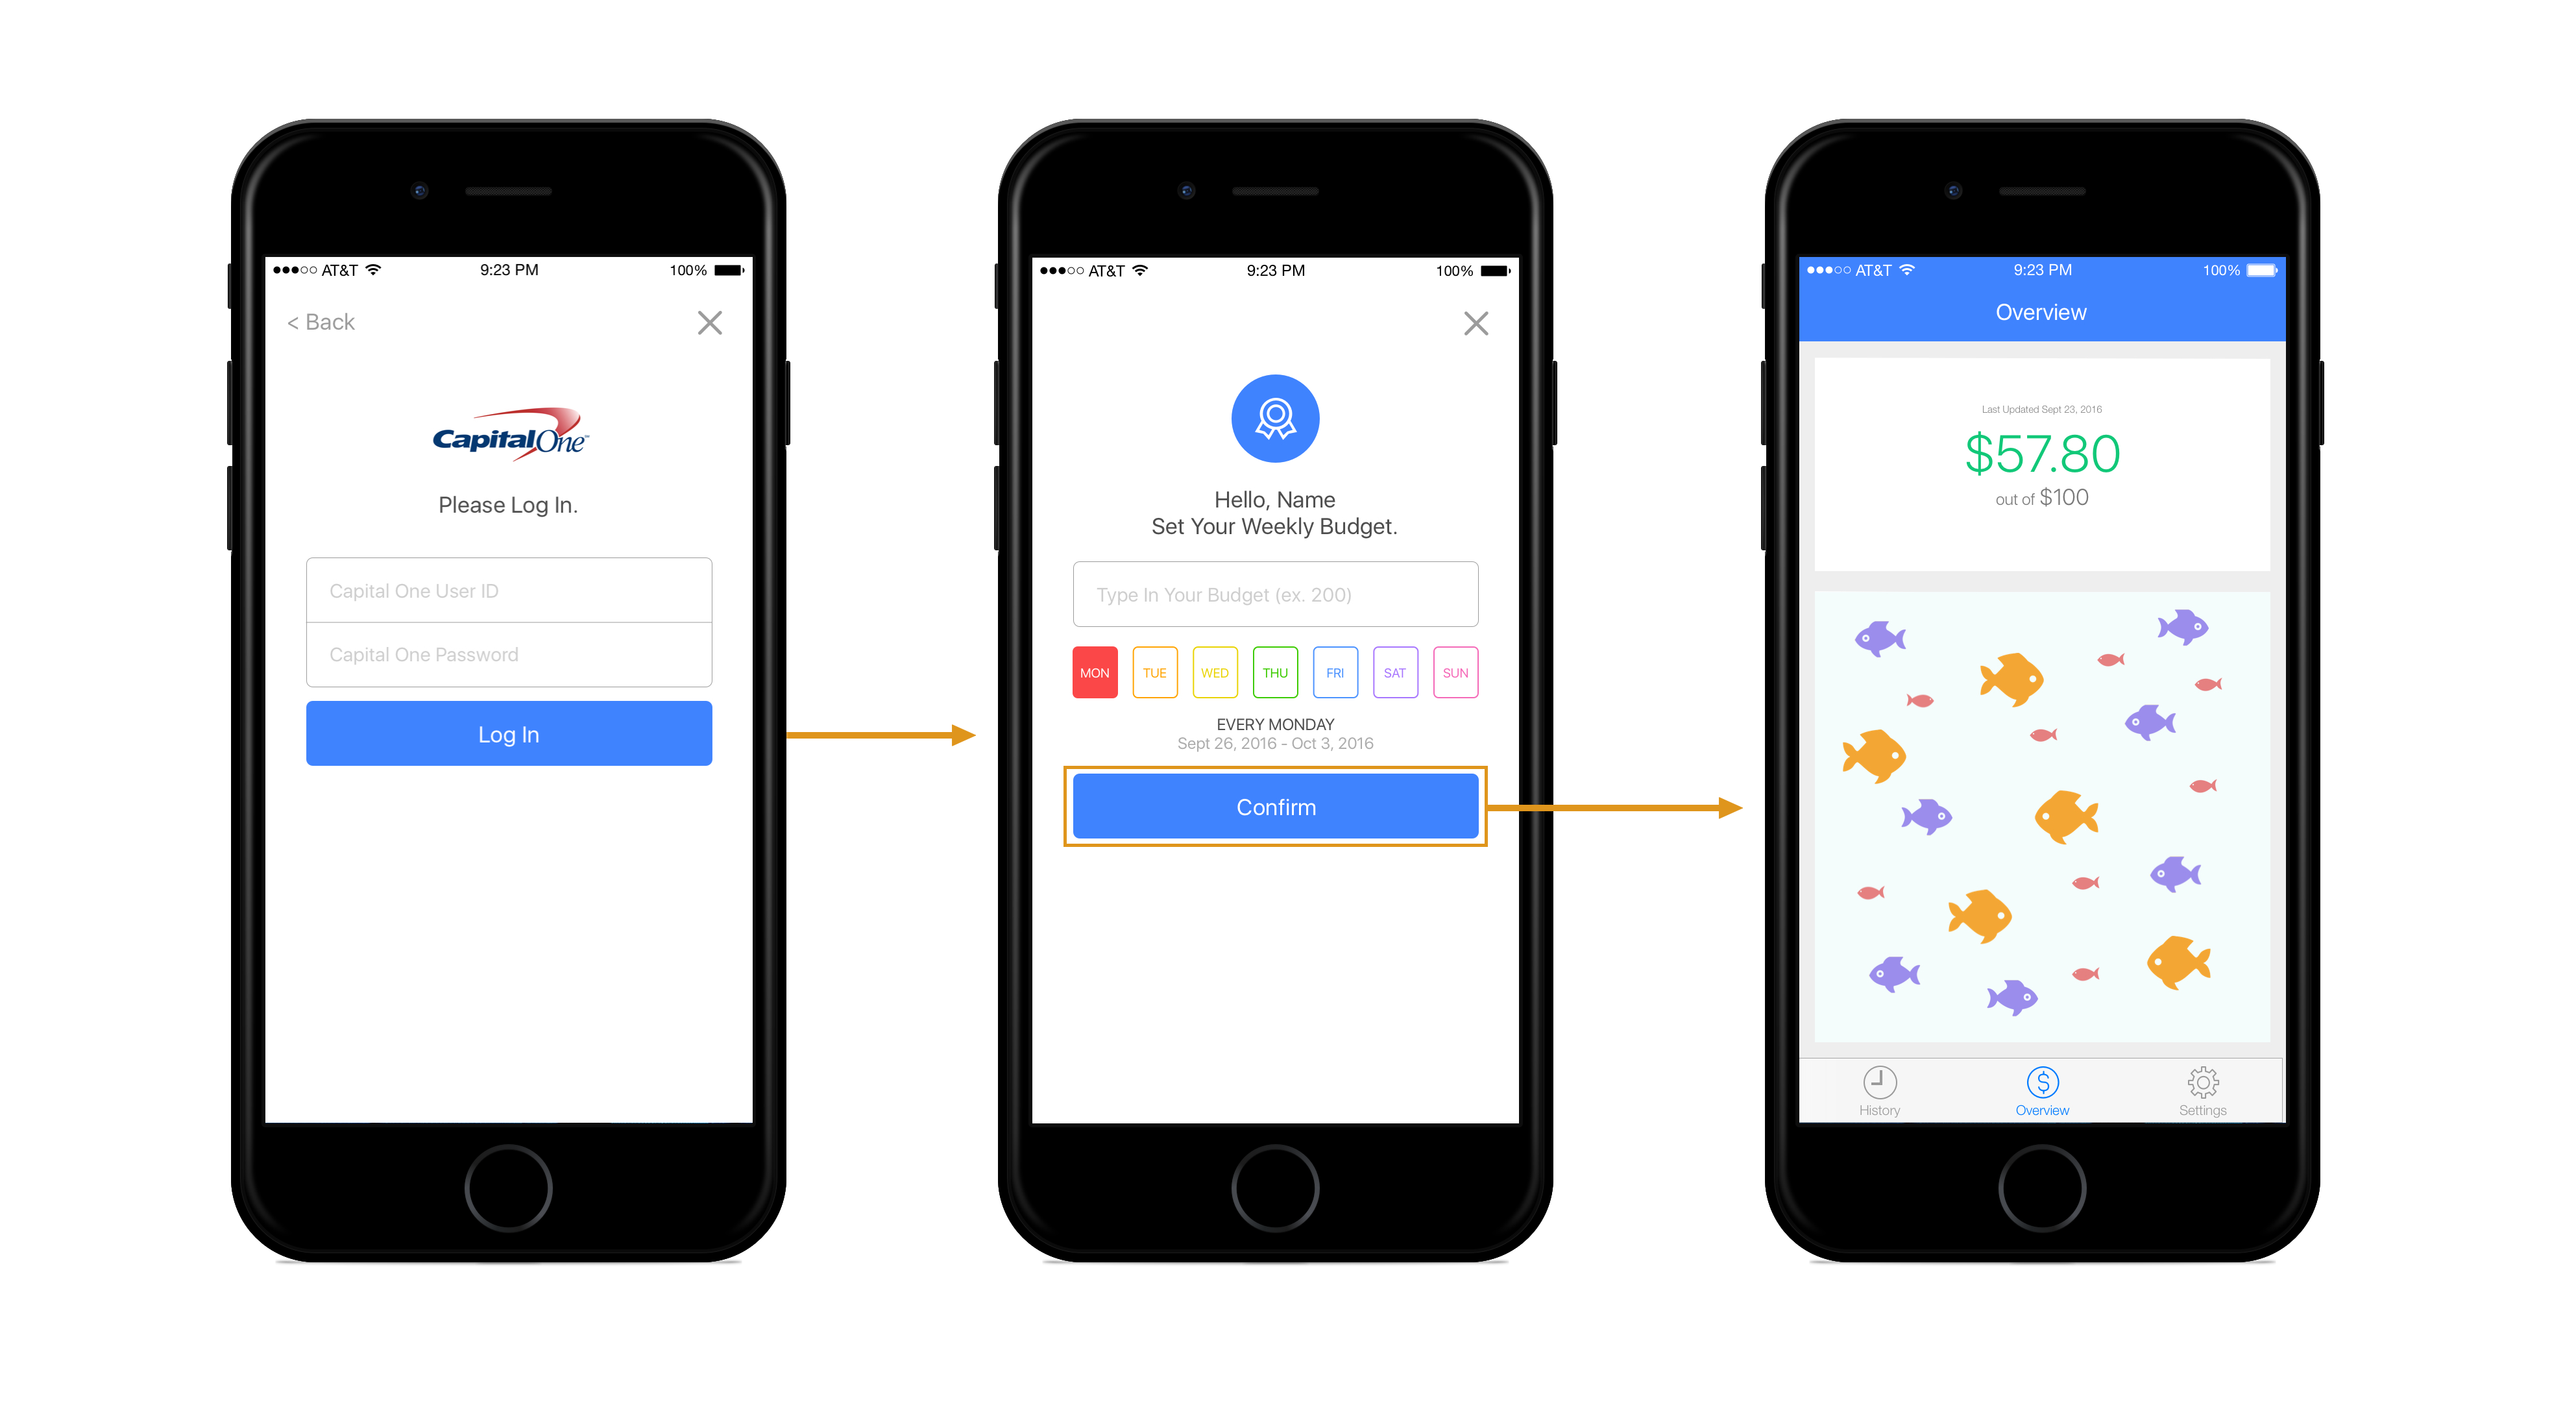 AT&T 9:23 PM 100%
< Back
CapitalOne
Please Log In.
Capital One User ID
Capital One Password
Log In
AT&T 9:23 PM 100%
Hello, Name
Set Your Weekly Budget.
Type In Your Budget (ex. 200)
MON TUE WED THU FRI SAT SUN
EVERY MONDAY
Sept 26, 2016 - Oct 3, 2016
Confirm
AT&T 9:23 PM 100%
Overview
Last Updated Sept 23, 2016
$57.80
out of $100
History Overview Settings